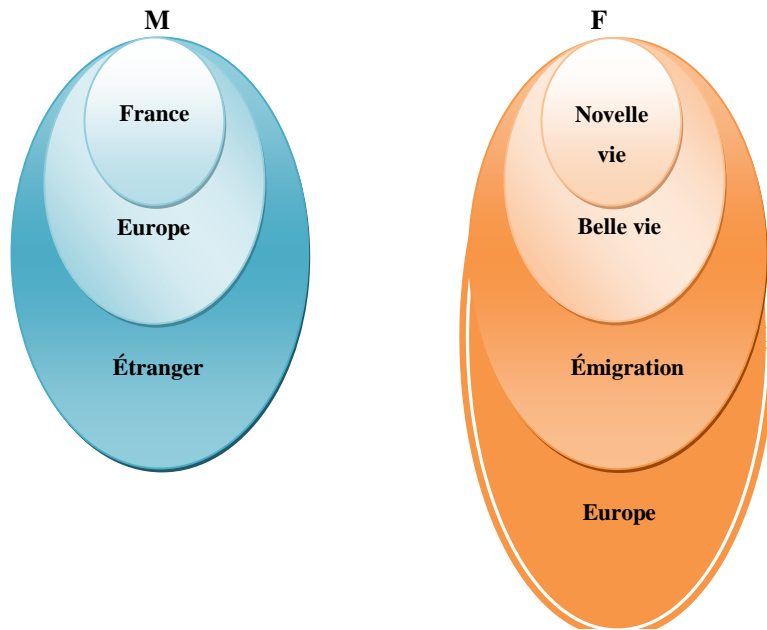 M
France
Europe
Étranger
F
Novelle
vie
Belle vie
Émigration
Europe